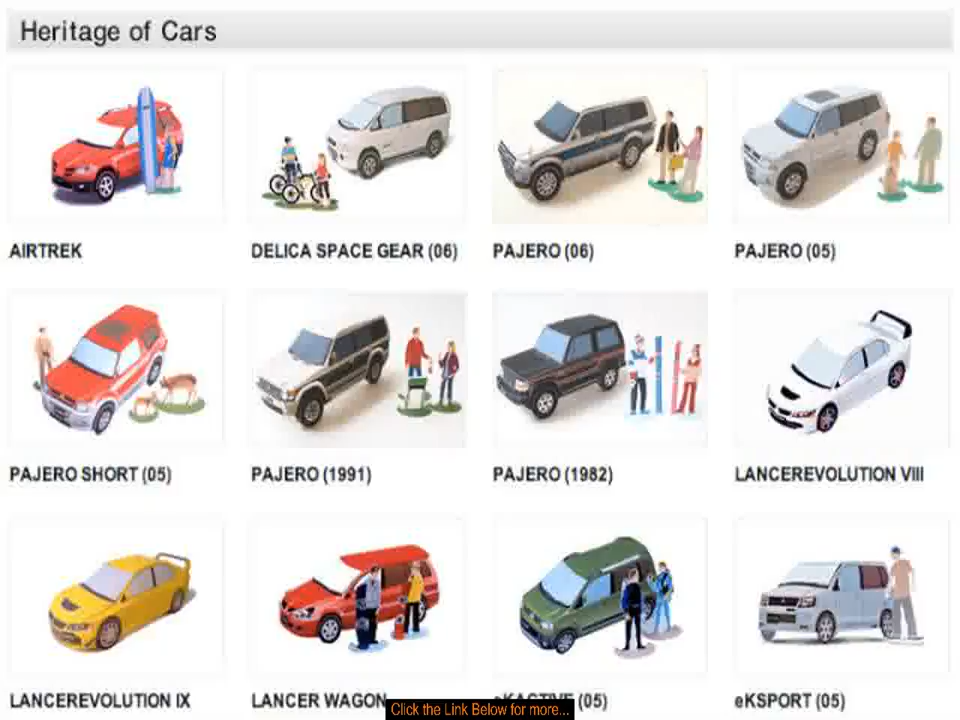 Heritage of Cars
AIRTREK
DELICA SPACE GEAR (06)
PAJERO (06)
PAJERO (05)
PAJERO SHORT (05)
PAJERO (1991)
PAJERO (1982)
LANCEREVOLUTION VIII
LANCEREVOLUTION IX
LANCER WAGON
eKACTIVE (05)
eKSPORT (05)
Click the Link Below for more...